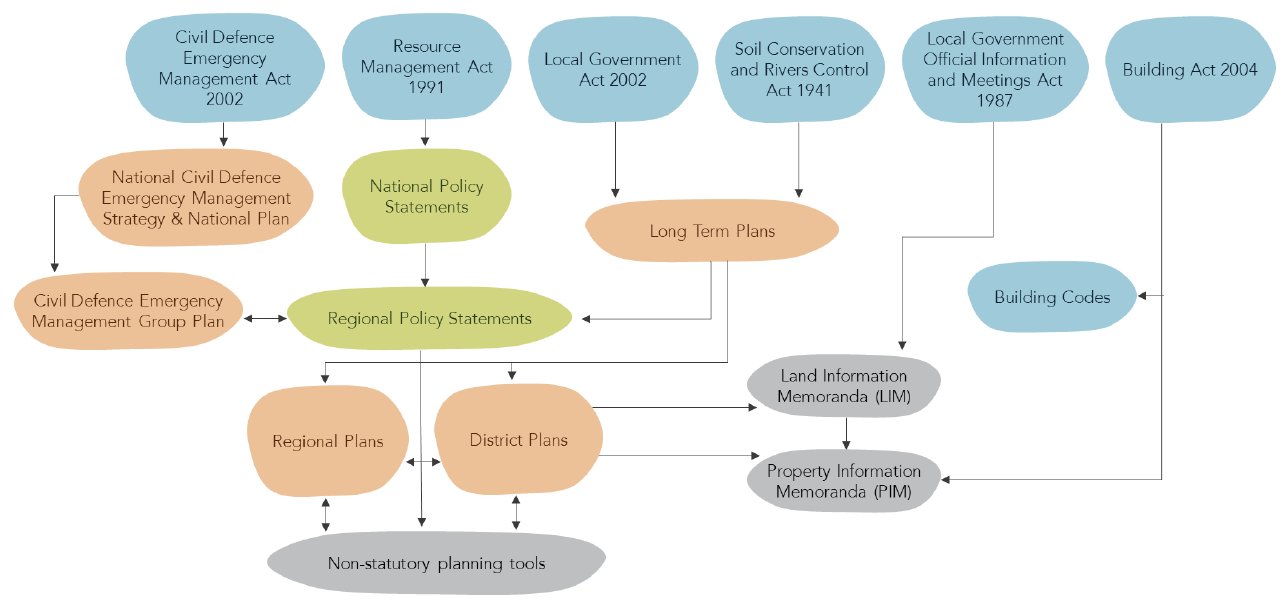 Civil Defence
Emergency
Management Act
2002
Resource
Management Act
1991
Local Government
Act 2002
Soil Conservation
and Rivers Control
Act 1941
Local Government
Official Information
and Meetings Act
1987
Building Act 2004
National Civil Defence
Emergency Management
Strategy & National Plan
National Policy
Statements
Long Term Plans
Civil Defence Emergency
Management Group Plan
Regional Policy Statements
Building Codes
Land Information
Memoranda (LIM)
Regional Plans
District Plans
Property Information
Memoranda (PIM)
Non-statutory planning tools